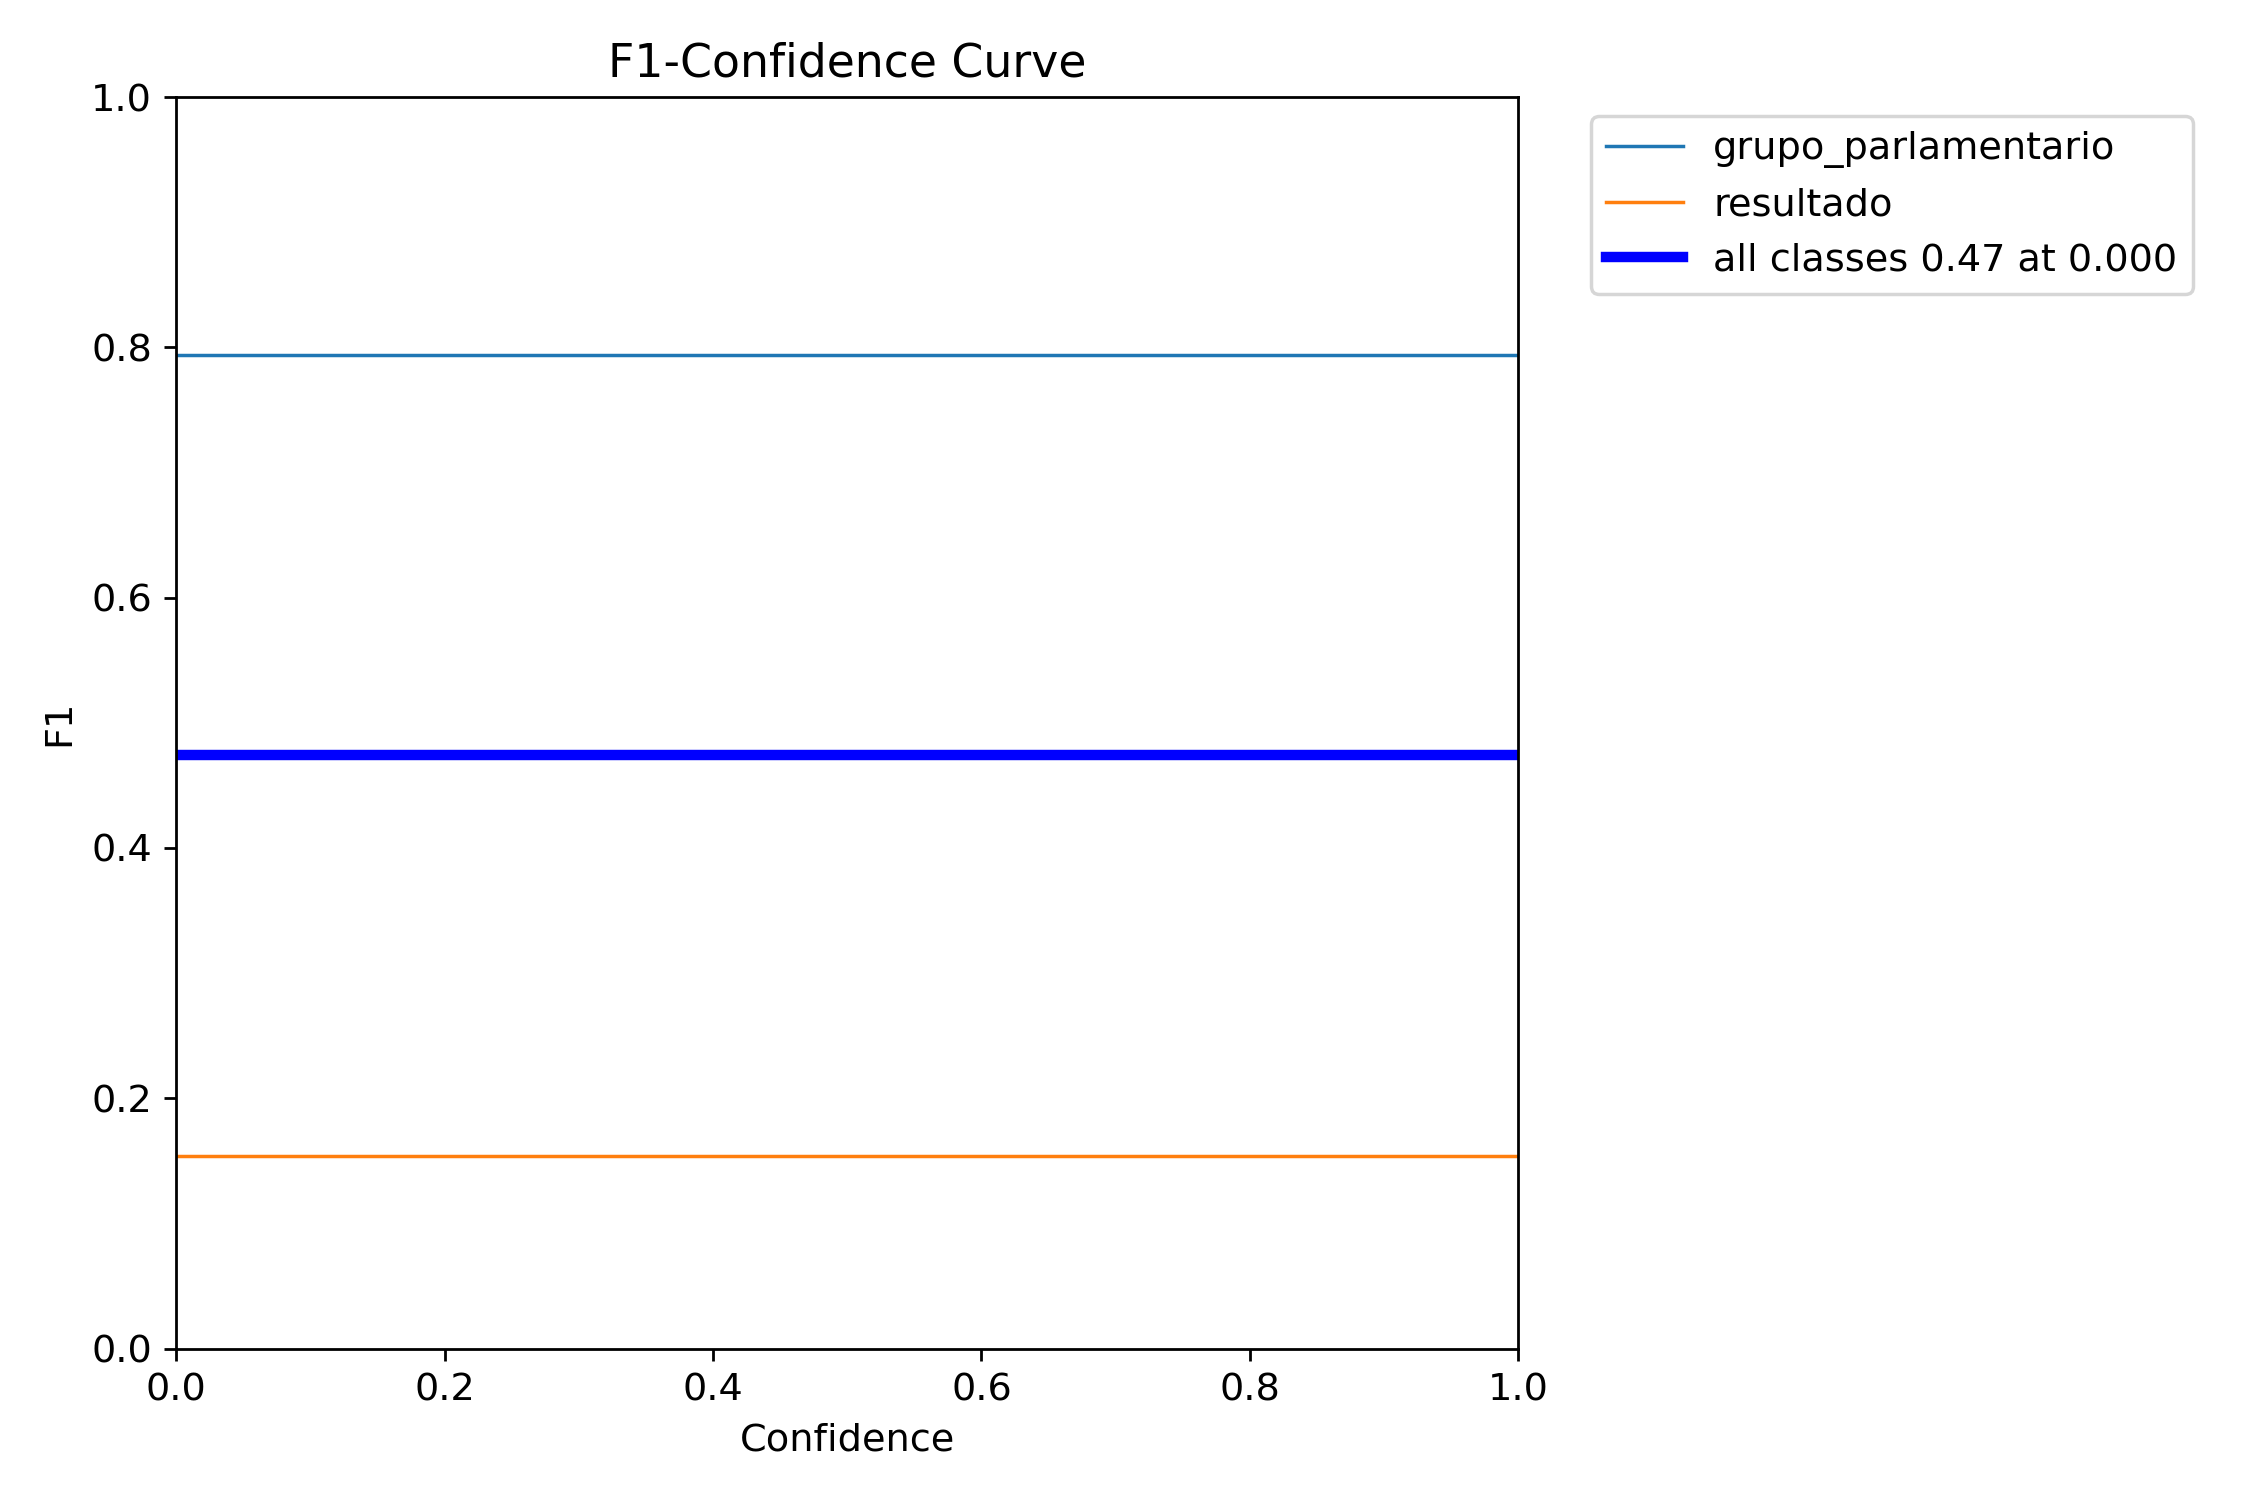 F1-Confidence Curve
1.0
0.8
0.6
0.4
0.2
0.0
F1
0.0 0.2 0.4 0.6 0.8 1.0
Confidence
grupo_parlamentario
resultado
all classes 0.47 at 0.000